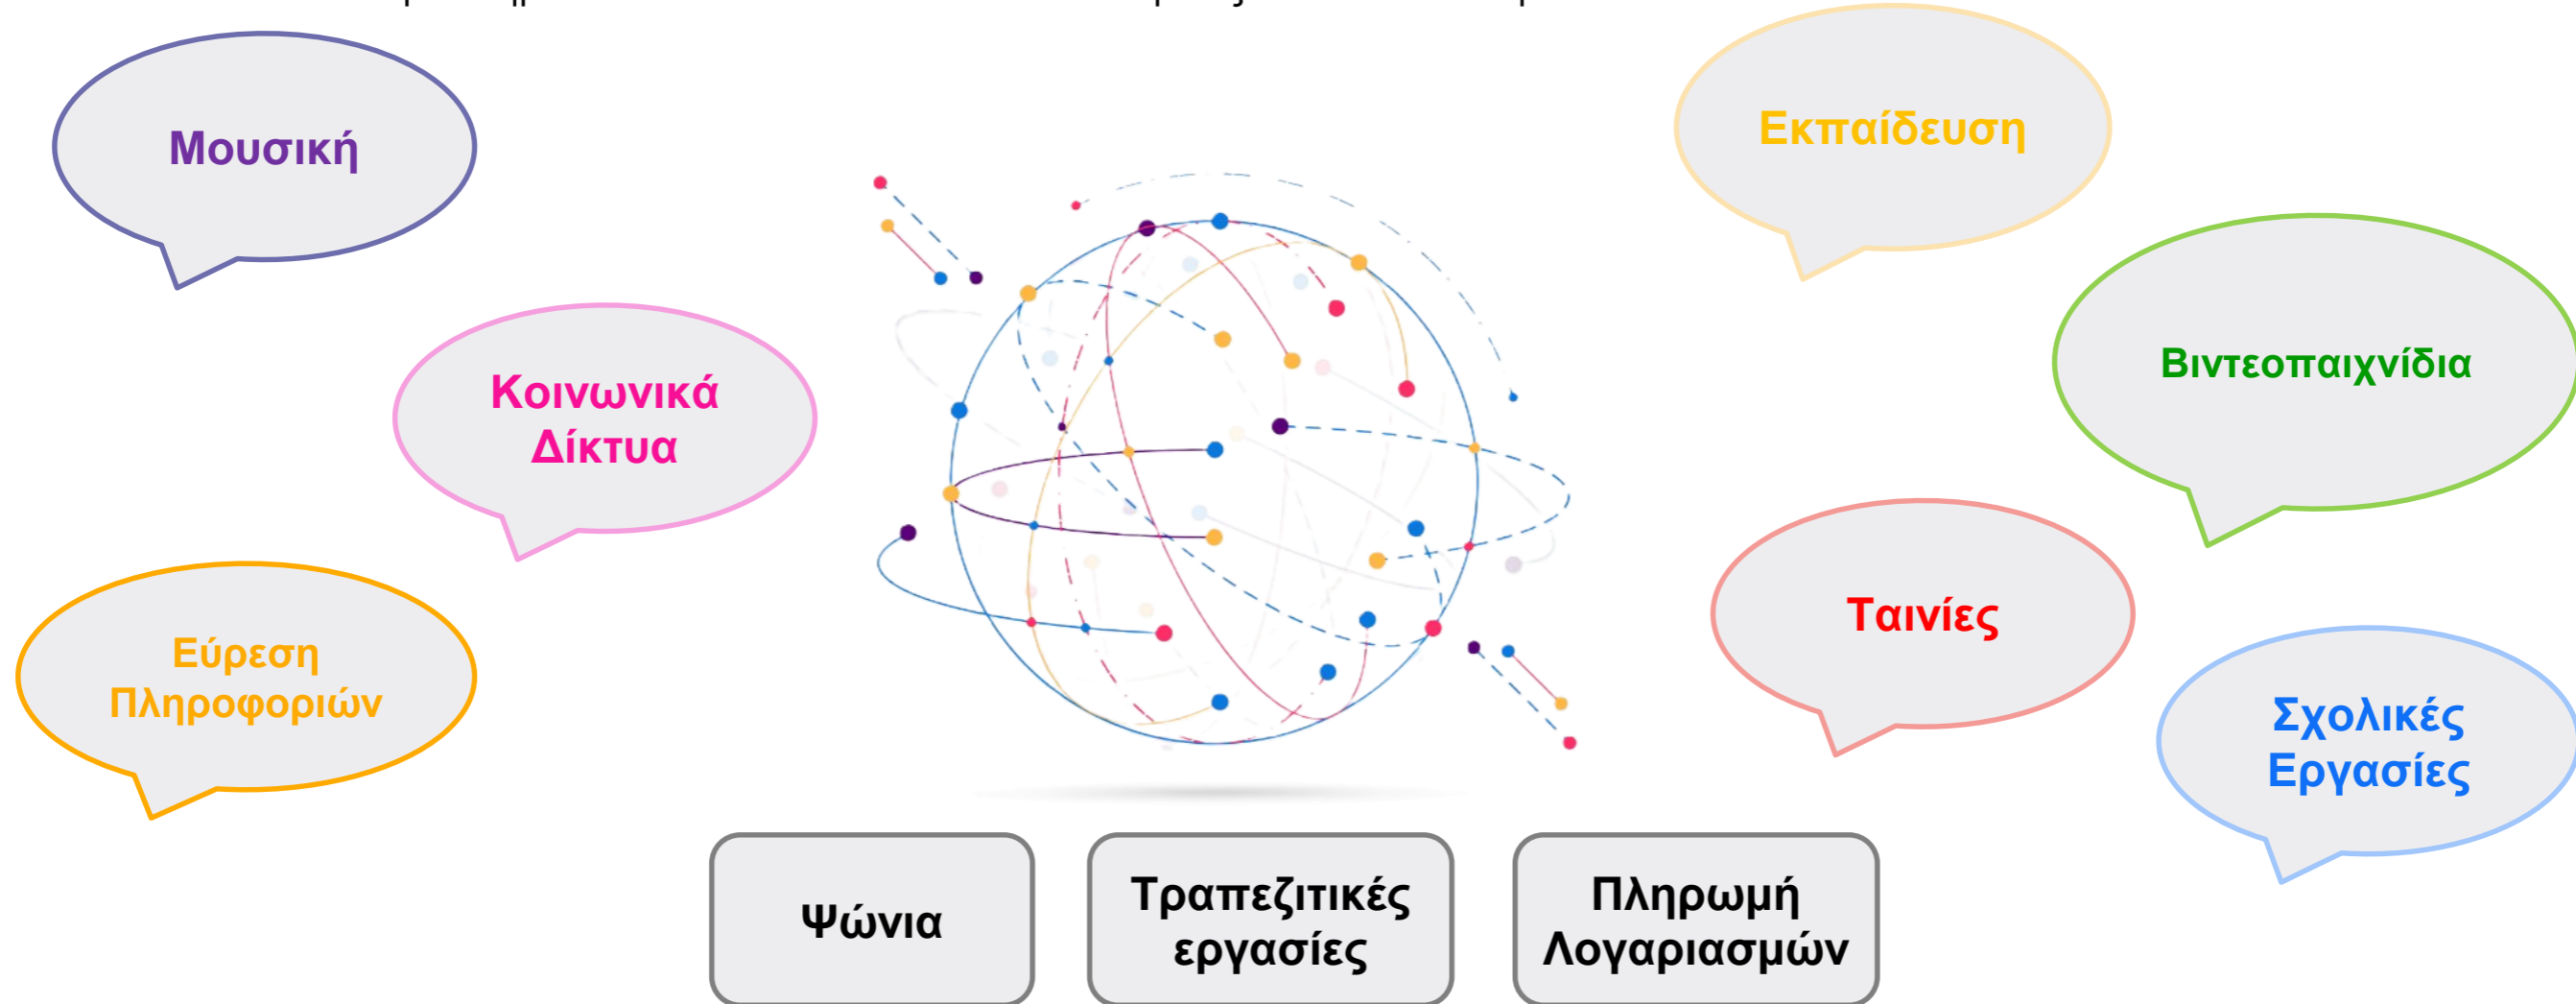 Μουσική
Εκπαίδευση
Κοινωνικά
Δίκτυα
Βιντεοπαιχνίδια
Εύρεση
Πληροφοριών
Ταινίες
Σχολικές
Εργασίες
Ψώνια
Τραπεζιτικές
εργασίες
Πληρωμή
Λογαριασμών